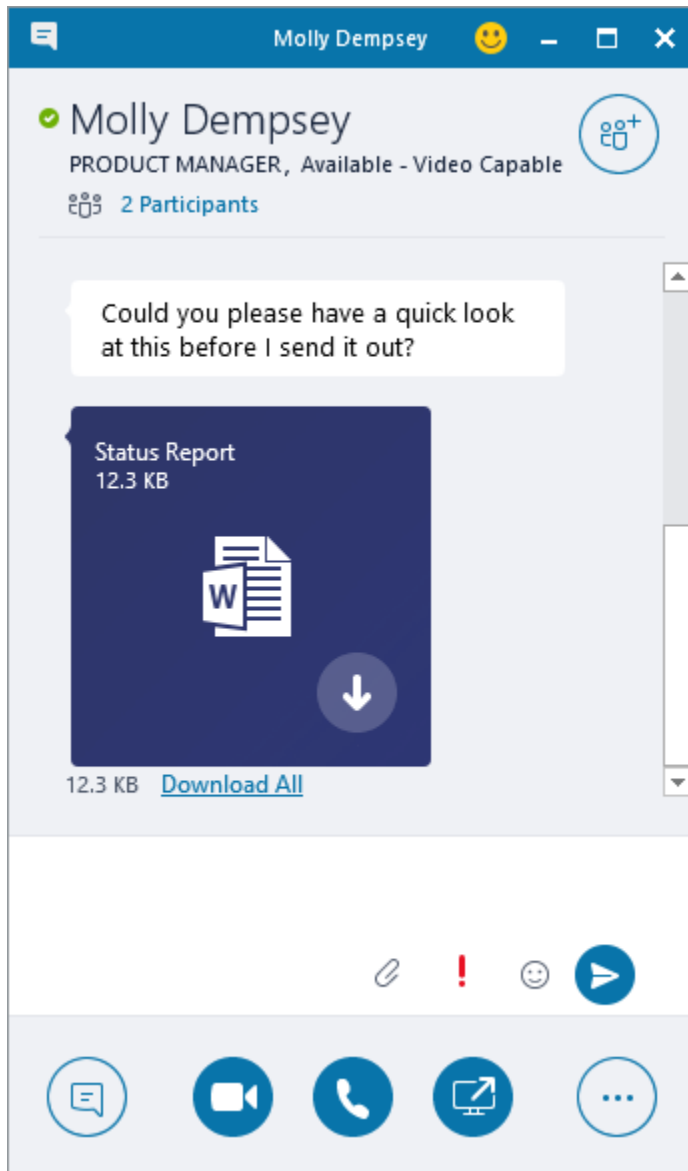 Molly Dempsey
Molly Dempsey
PRODUCT MANAGER, Available - Video Capable
2 Participants
Could you please have a quick look
at this before I send it out?
Status Report
12.3 KB
W
12.3 KB Download All